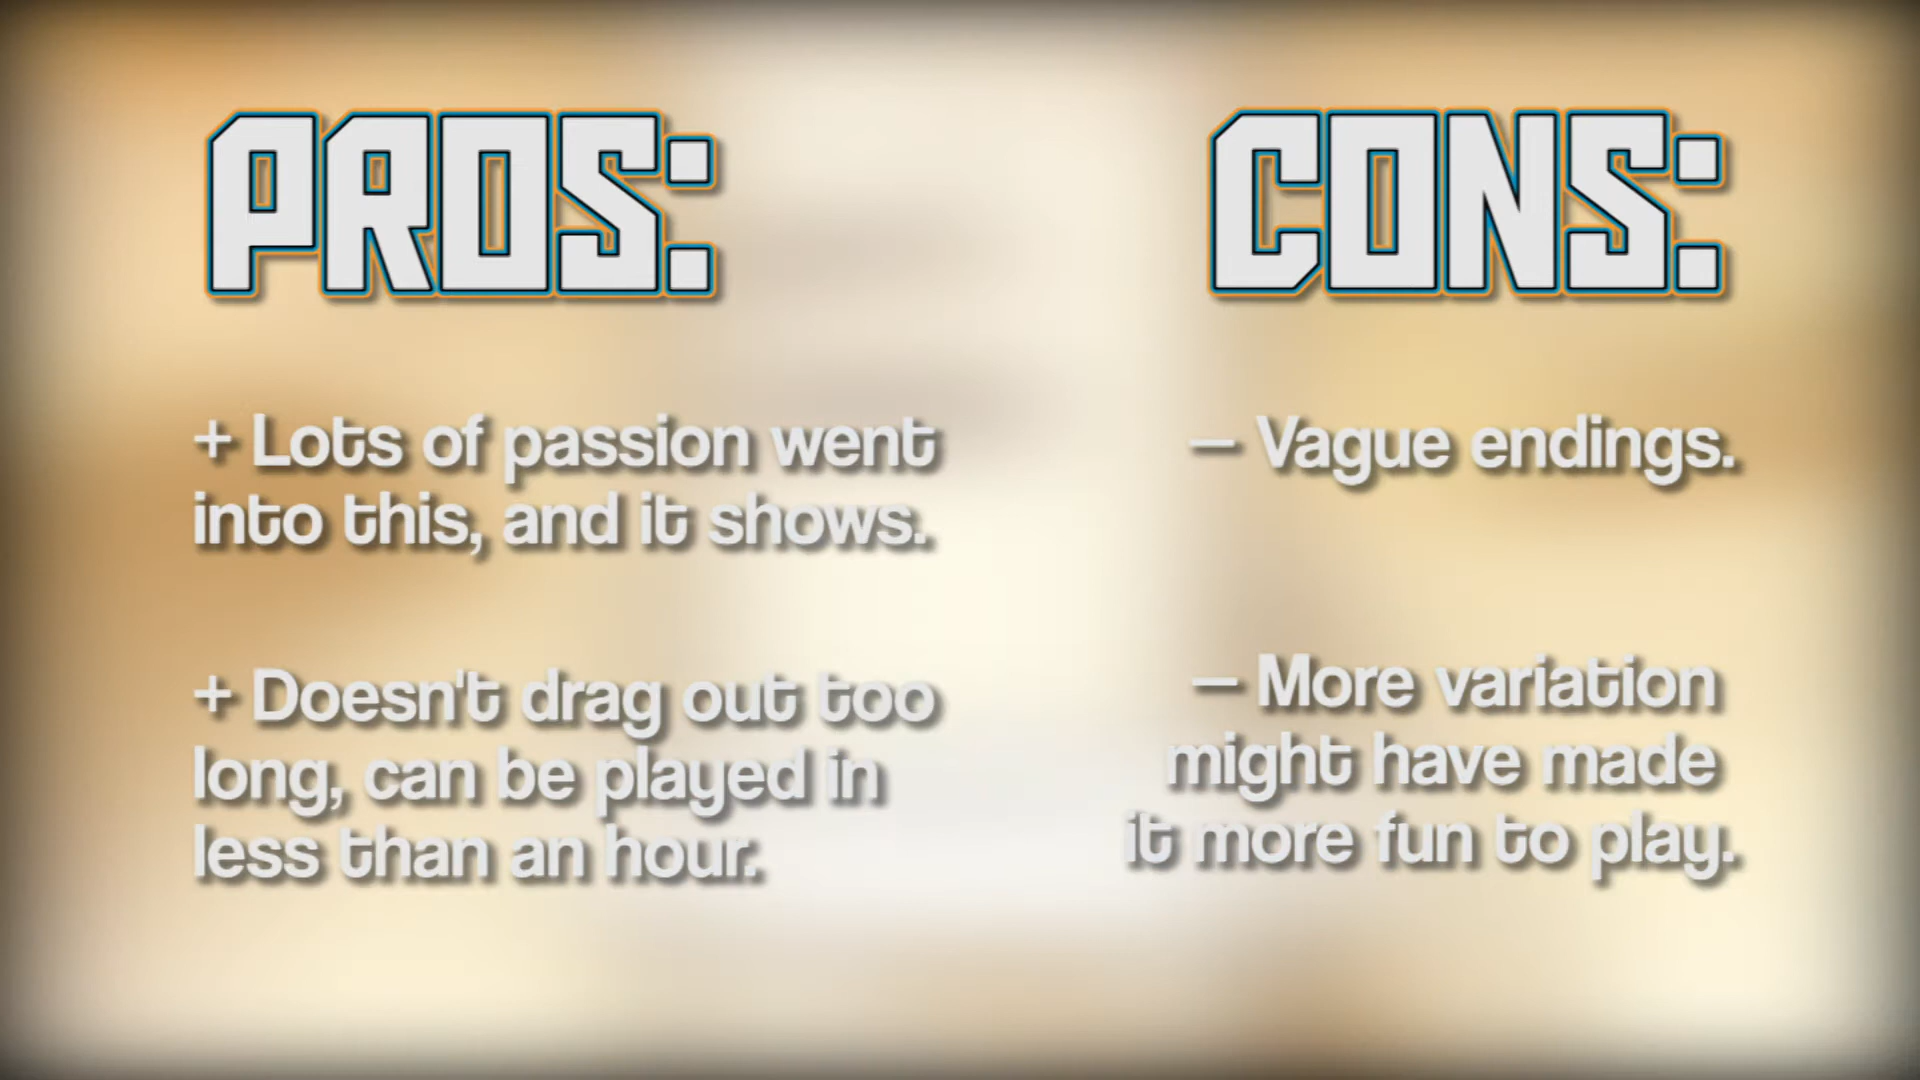 PROS:
+ Lots of passion went
into this, and it shows.
+ Doesn't drag out too
long, can be played in
less than an hour.
CONS:
– Vague endings.
– More variation
might have made
it more fun to play.